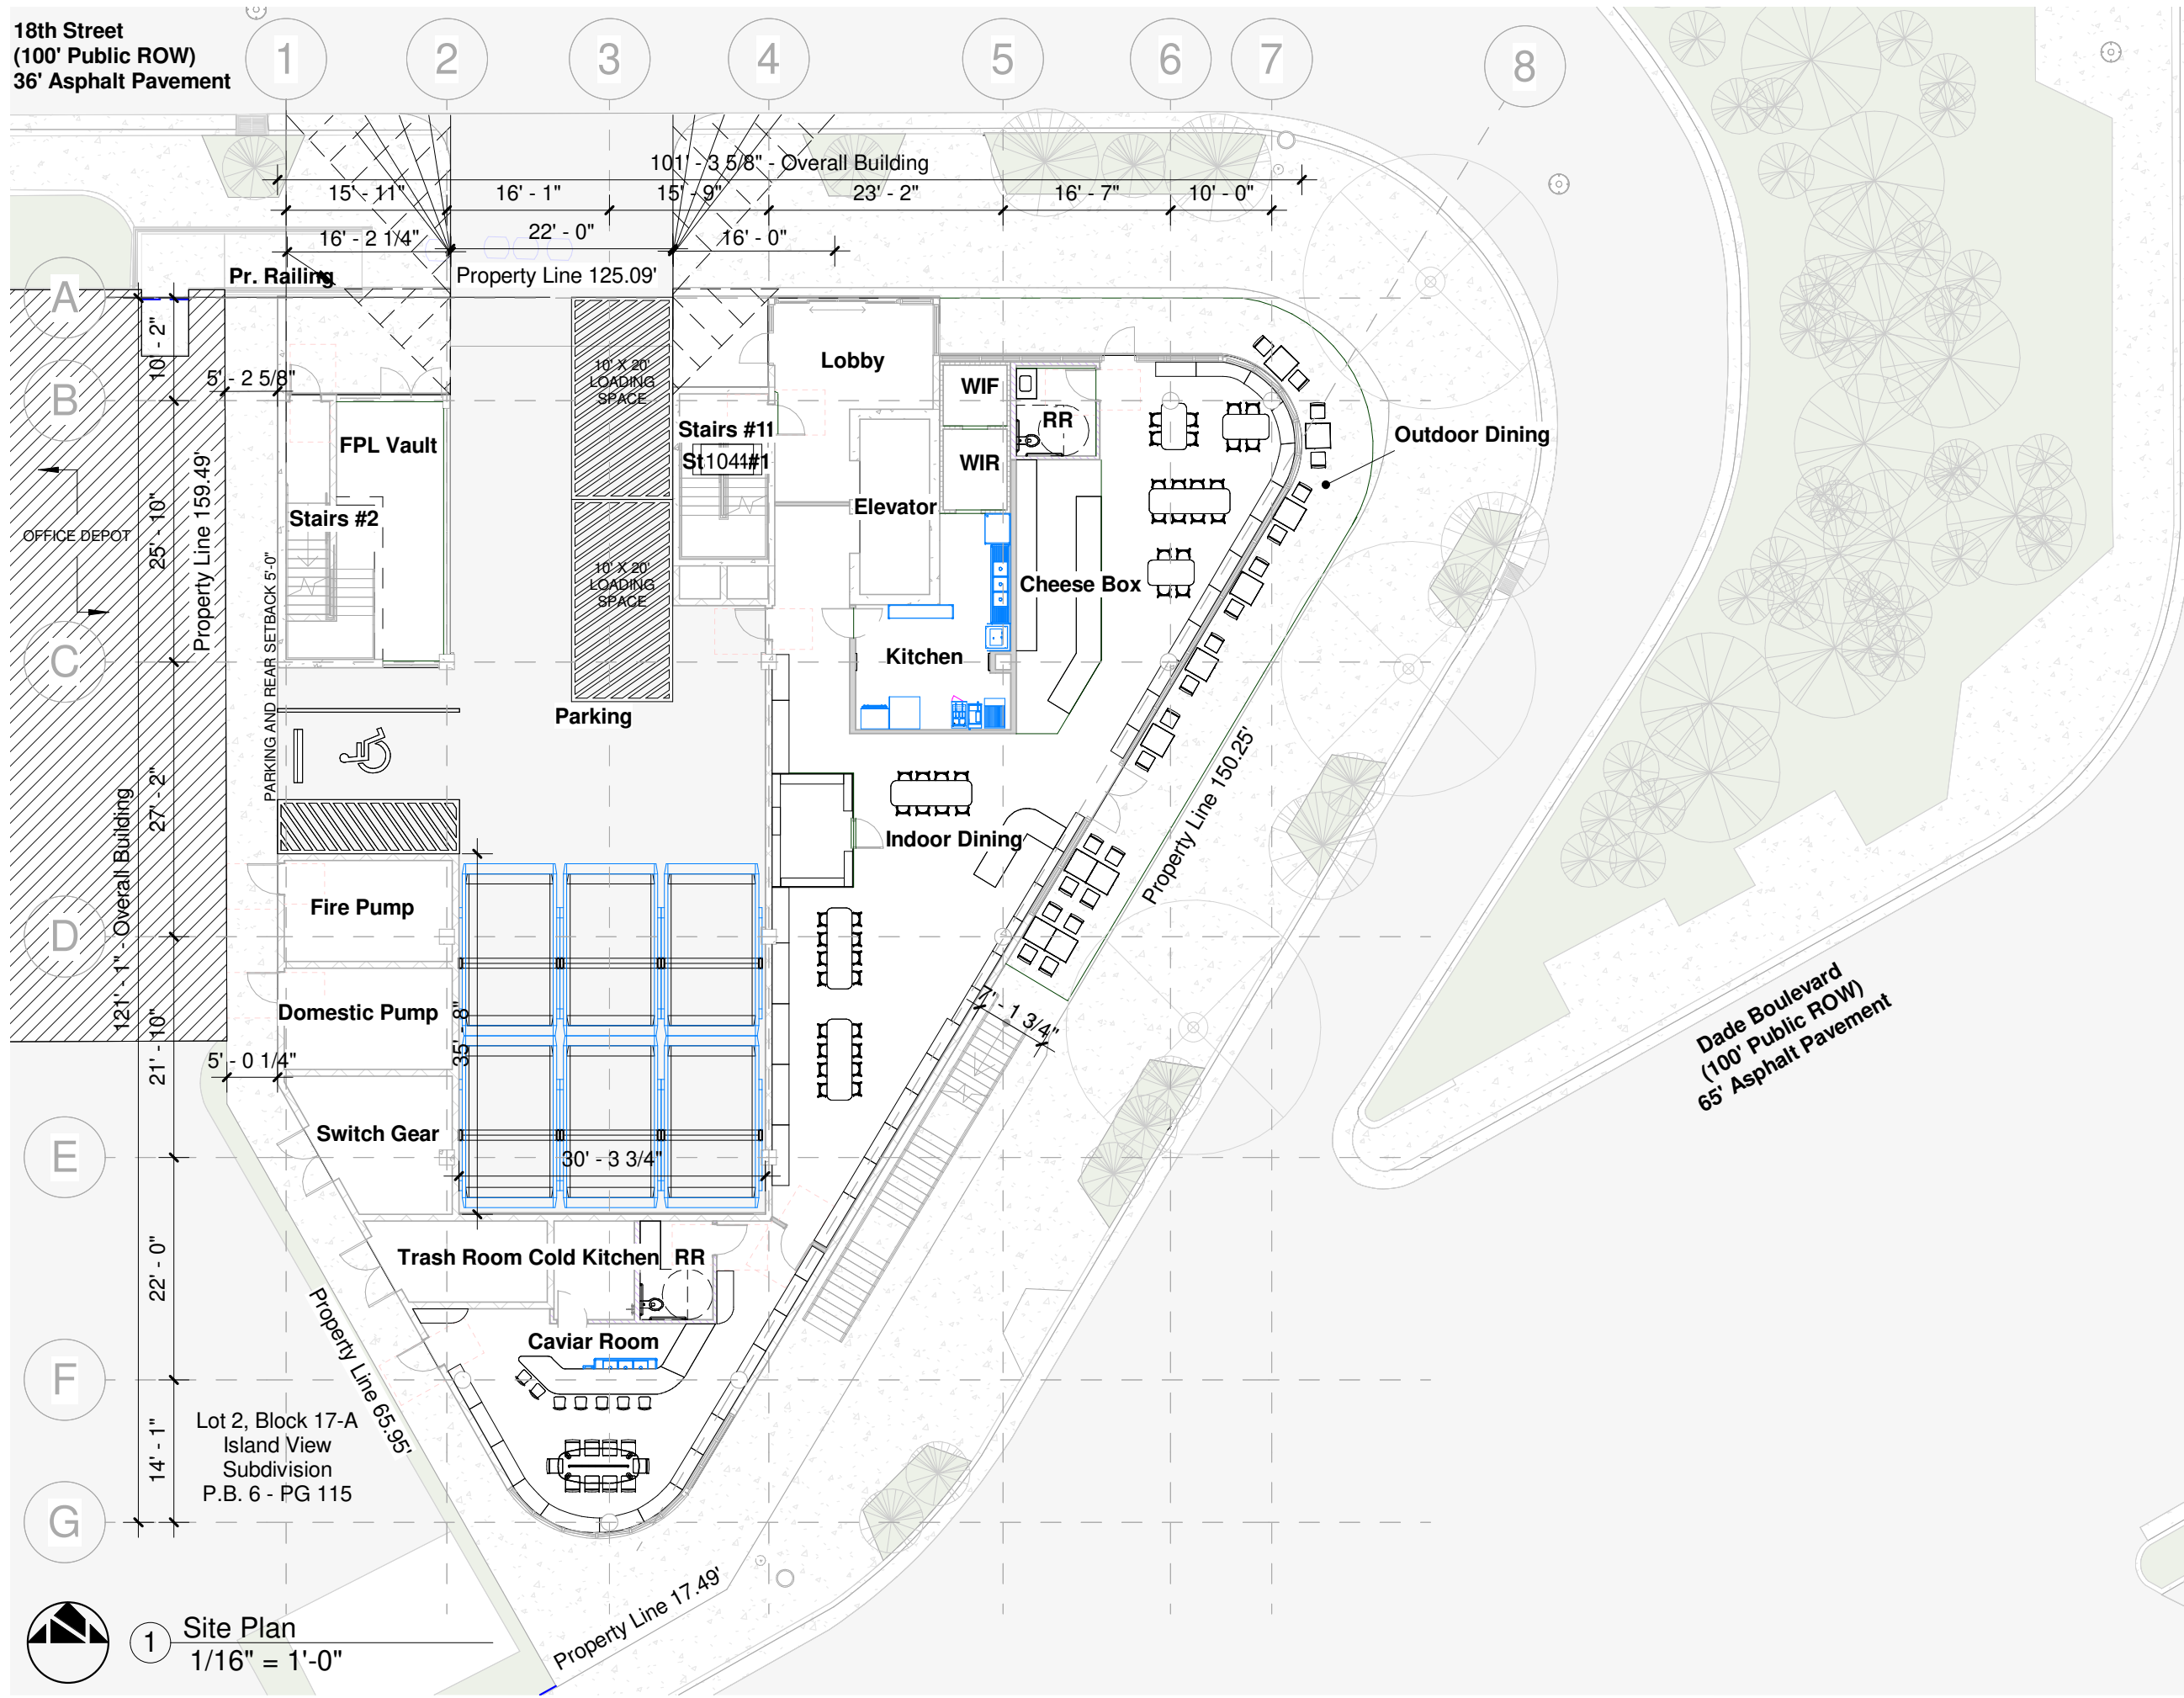 18th Street
(100' Public ROW)
36' Asphalt Pavement
1
2
3
4
5
6
7
8
101' - 3 5/8" - Overall Building
15' - 11"
16' - 1"
15' - 9"
23' - 2"
16' - 7"
10' - 0"
16' - 2 1/4"
22' - 0"
16' - 0"
Pr. Railing
Property Line 125.09'
A
B
C
D
E
F
G
10' - 2"
25' - 10"
27' - 2"
21' - 10"
22' - 0"
14' - 1"
121' - 1" - Overall Building
5' - 2 5/8"
Property Line 159.49'
OFFICE DEPOT
PARKING AND REAR SETBACK 5'-0"
FPL Vault
Stairs #2
10' X 20'
LOADING
SPACE
10' X 20'
LOADING
SPACE
Parking
Lobby
Stairs #11
1044
#1
Elevator
WIF
WIR
RR
Cheese Box
Kitchen
Outdoor Dining
Indoor Dining
Property Line 150.25'
Fire Pump
Domestic Pump
Switch Gear
35' - 8"
30' - 3 3/4"
5' - 0 1/4"
7' - 1 3/4"
Dade Boulevard
(100' Public ROW)
65' Asphalt Pavement
Trash Room
Cold Kitchen
RR
Caviar Room
Property Line 65.95'
Lot 2, Block 17-A
Island View
Subdivision
P.B. 6 - PG 115
Property Line 17.49'
1
Site Plan
1/16" = 1'-0"